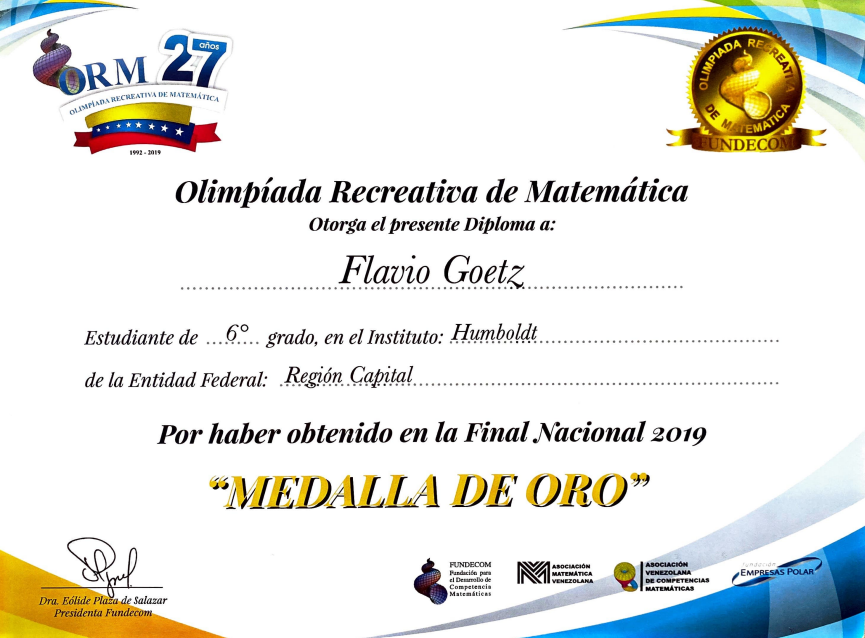 ORM 27 años
OLIMPÍADA RECREATIVA DE MATEMÁTICA
1992 - 2019
OLIMPIADA RECREATIVA
DE MATEMATICA
FUNDECOM
Olimpíada Recreativa de Matemática
Otorga el presente Diploma a:
Flavio Goetz
Estudiante de 6° grado, en el Instituto: Humboldt
de la Entidad Federal: Región Capital
Por haber obtenido en la Final Nacional 2019
“MEDALLA DE ORO”
Dra. Eólide Plaza de Salazar
Presidenta Fundecom
FUNDECOM
Fundación para
el Desarrollo de
Competencia
Matemáticas
ASOCIACIÓN
MATEMÁTICA
VENEZOLANA
ASOCIACIÓN
VENEZOLANA
DE COMPETENCIAS
MATEMÁTICAS
FUNDACIÓN
EMPRESAS POLAR